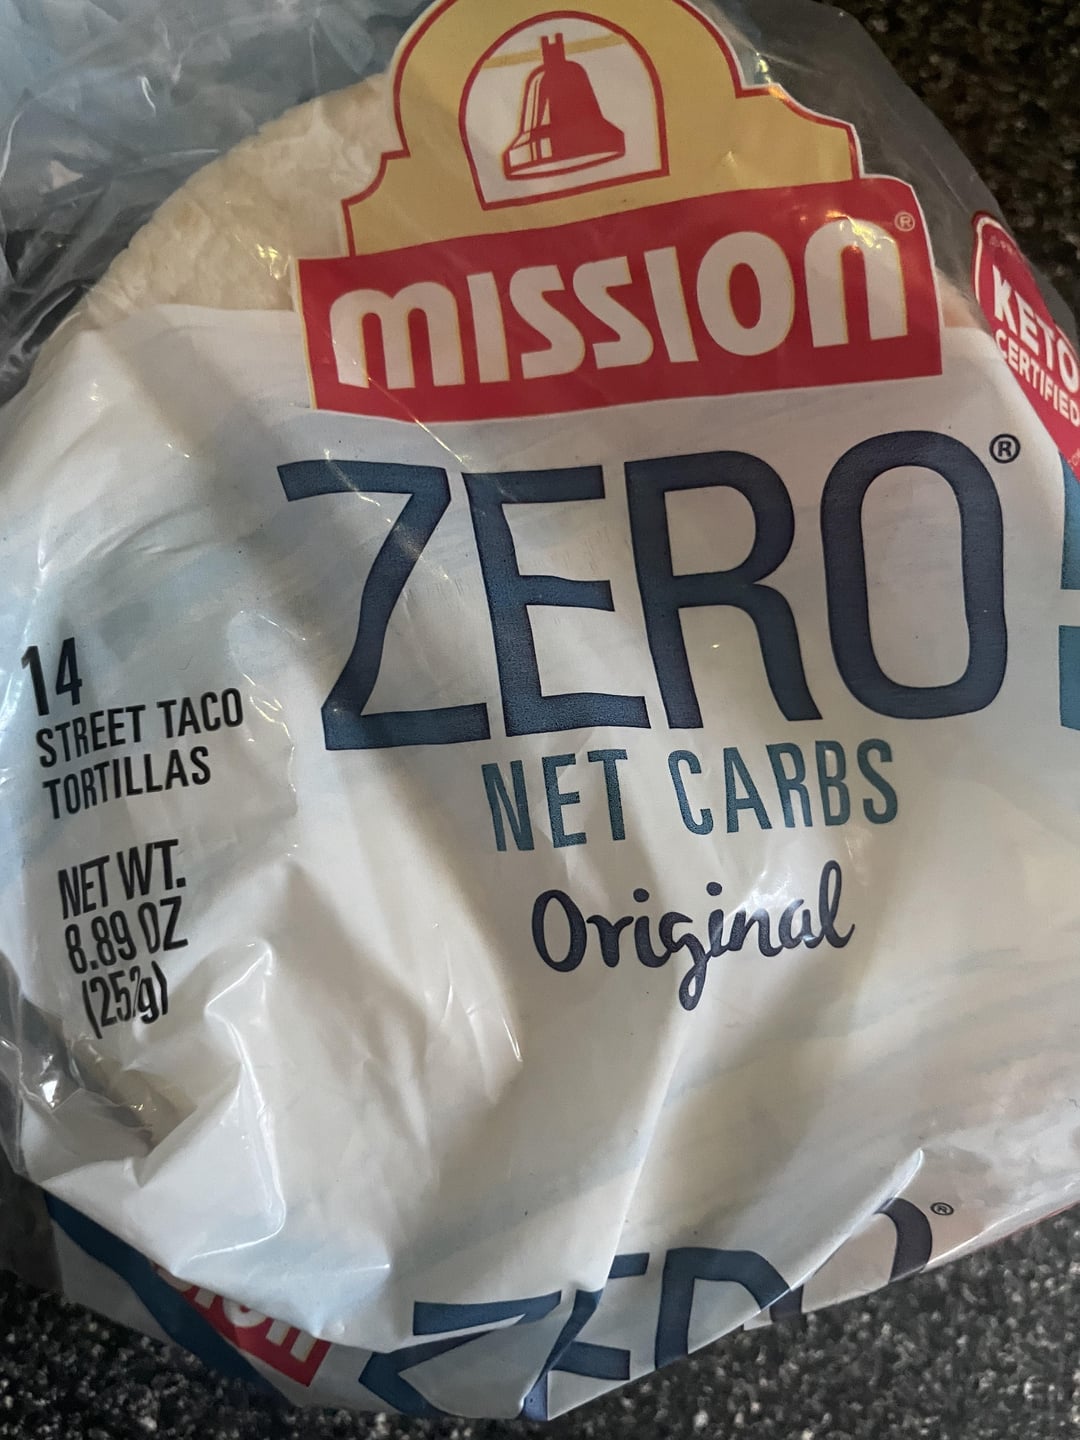 MISSION®
KETO
CERTIFIED
ZERO®
NET CARBS
Original
14
STREET TACO
TORTILLAS
NET WT.
8.89 OZ
(252g)
ZERO®